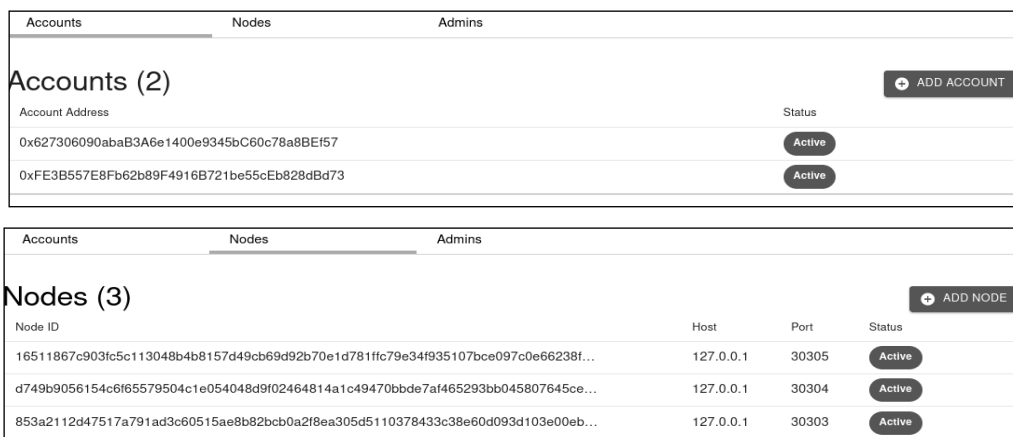 Accounts Nodes Admins
Accounts (2) ADD ACCOUNT
Account Address Status
0x627306090abaB3A6e1400e9345bC60c78a8BEf57 Active
0xFE3B557E8Fb62b89F4916B721be55cEb828dBd73 Active
Accounts Nodes Admins
Nodes (3) ADD NODE
Node ID Host Port Status
16511867c903fc5c113048b4b8157d49cb69d92b70e1d781ffc79e34f935107bce097c0e66238f... 127.0.0.1 30305 Active
d749b9056154c6f65579504c1e054048d9f02464814a1c49470bbde7af465293bb045807645ce... 127.0.0.1 30304 Active
853a2112d47517a791ad3c60515ae8b82bcb0a2f8ea305d5110378433c38e60d093d103e00eb... 127.0.0.1 30303 Active